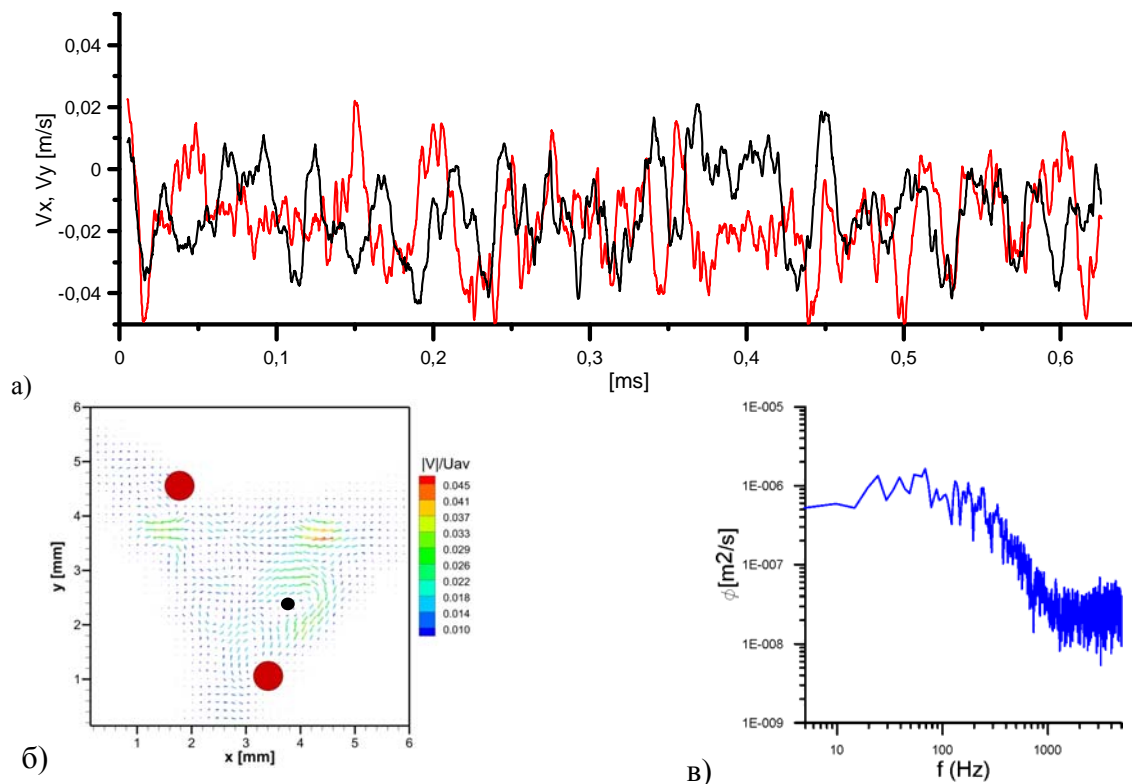 0,04
0,02
0
-0,02
-0,04
Vx, Vy [m/s]
0
0,1
0,2
0,3
0,4
0,5
0,6
[ms]
а)
6
5
4
3
2
1
y [mm]
1
2
3
4
5
6
x [mm]
|V|/Uav
0.045
0.041
0.037
0.033
0.029
0.026
0.022
0.018
0.014
0.010
б)
1E-005
1E-006
1E-007
1E-008
1E-009
ϕ[m2/s]
10
100
1000
f (Hz)
в)